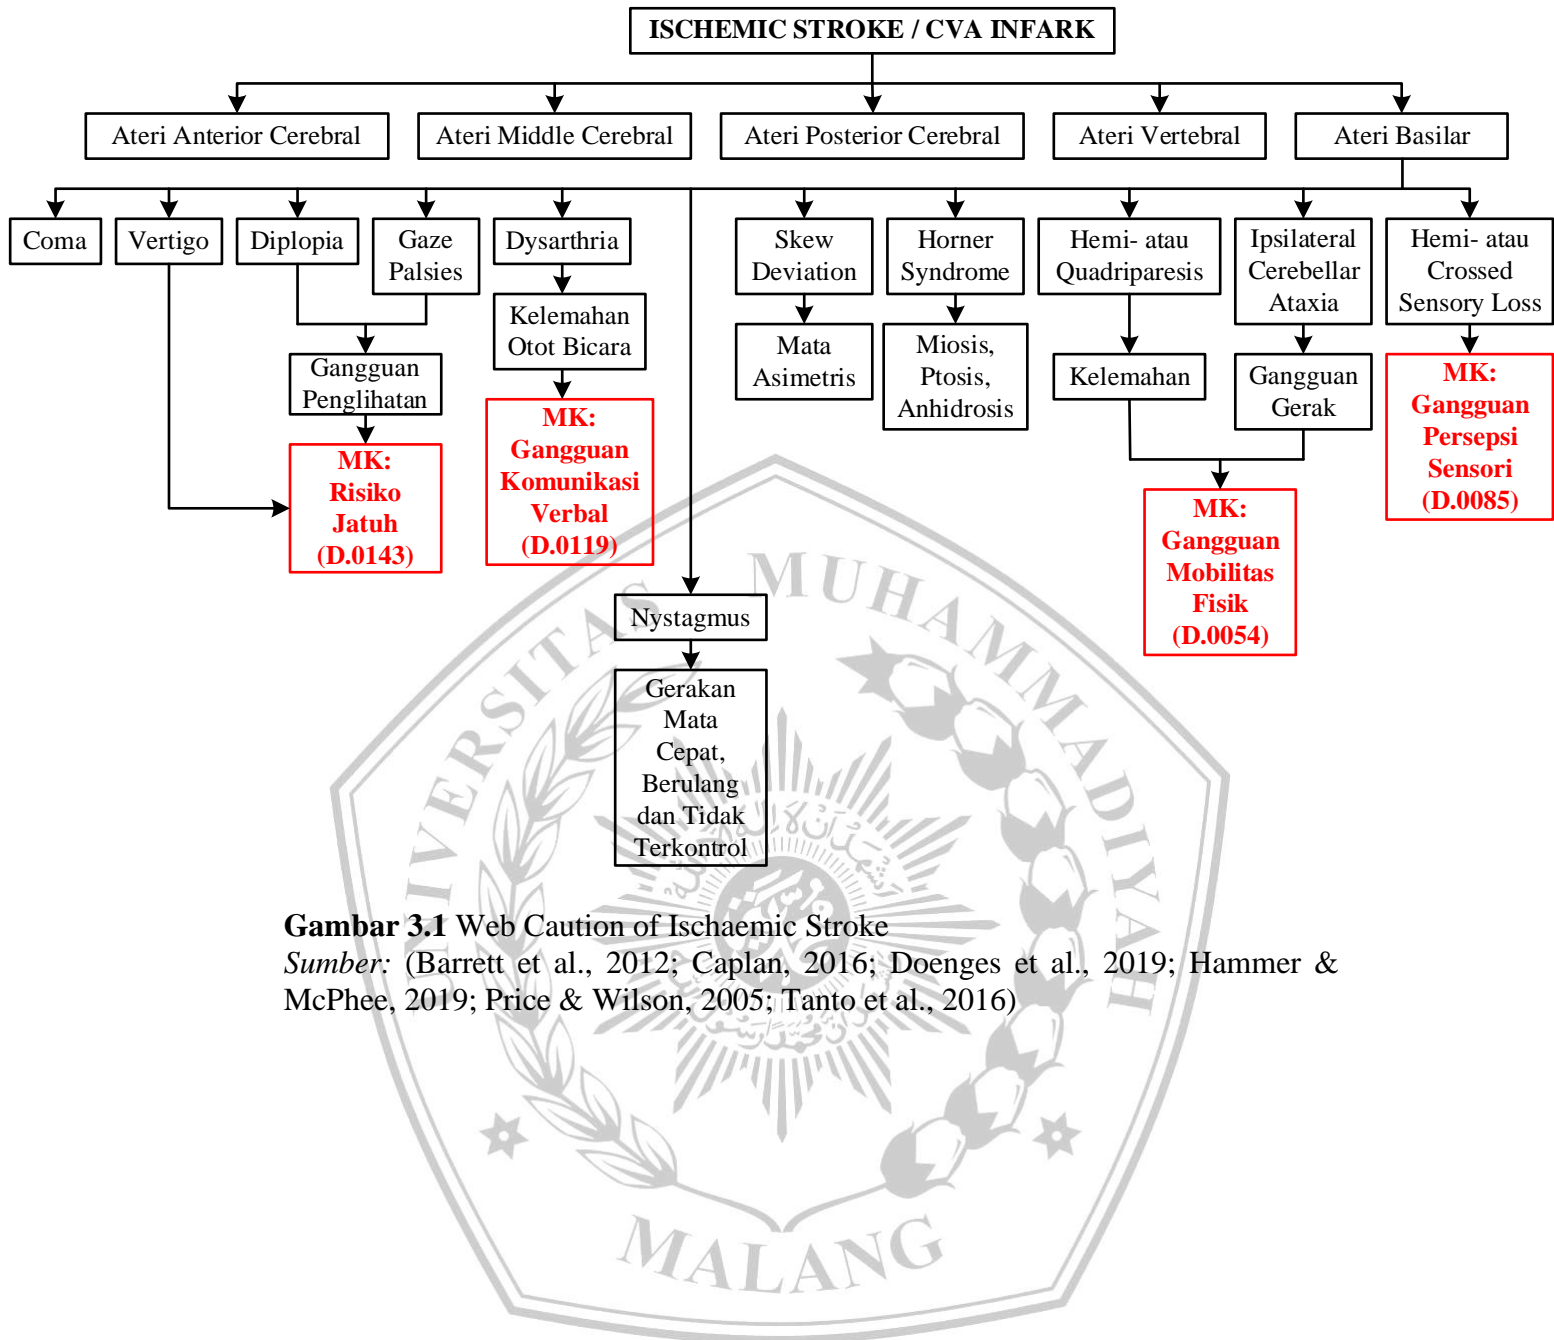 ISCHEMIC STROKE / CVA INFARK
Ateri Anterior Cerebral
Ateri Middle Cerebral
Ateri Posterior Cerebral
Ateri Vertebral
Ateri Basilar
Coma
Vertigo
Diplopia
Gaze
Palsies
Dysarthria
Skew
Deviation
Horner
Syndrome
Hemi- atau
Quadriparesis
Ipsilateral
Cerebellar
Ataxia
Hemi- atau
Crossed
Sensory Loss
Kelemahan
Otot Bicara
Mata
Asimetris
Miosis,
Ptosis,
Anhidrosis
Kelemahan
Gangguan
Gerak
Gangguan
Penglihatan
MK:
Risiko
Jatuh
(D.0143)
MK:
Gangguan
Komunikasi
Verbal
(D.0119)
MK:
Gangguan
Mobilitas
Fisik
(D.0054)
MK:
Gangguan
Persepsi
Sensori
(D.0085)
Nystagmus
Gerakan
Mata
Cepat,
Berulang
dan Tidak
Terkontrol
Gambar 3.1 Web Caution of Ischaemic Stroke
Sumber: (Barrett et al., 2012; Caplan, 2016; Doenges et al., 2019; Hammer &
McPhee, 2019; Price & Wilson, 2005; Tanto et al., 2016)
UNIVERSITAS MUHAMMADIYAH
MALANG